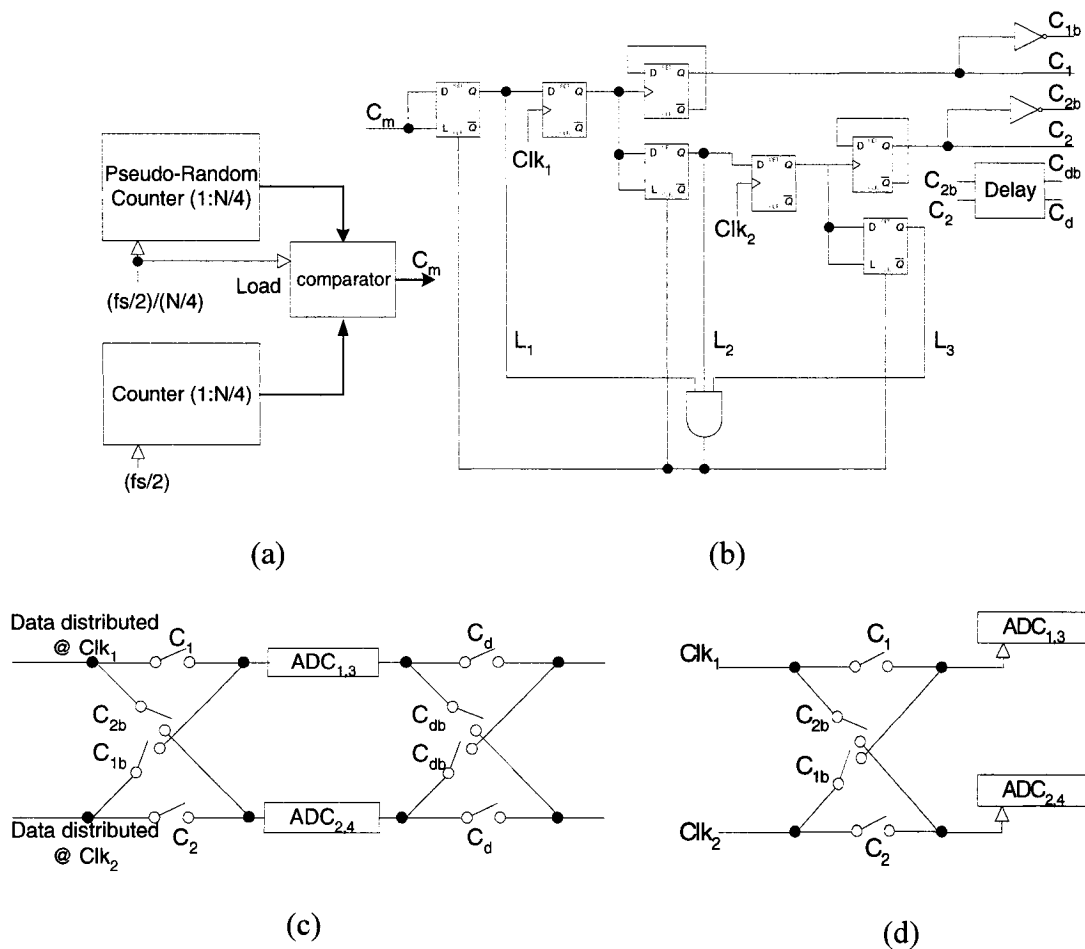 Pseudo-Random
Counter (1:N/4)
(fs/2)/(N/4)
Load
comparator
C_m
Counter (1:N/4)
(fs/2)
(a)
C_m
D Q
L Q̅
D Q
Q̅
Clk_1
D Q
Q̅
C_1b
C_1
D Q
L Q̅
D Q
Q̅
Clk_2
D Q
Q̅
C_2b
C_2
C_2b
C_2
Delay
C_db
C_d
D Q
L Q̅
L_1
L_2
L_3
(b)
Data distributed
@ Clk_1
C_1
ADC_1,3
C_d
C_2b
C_1b
C_db
C_db
Data distributed
@ Clk_2
C_2
ADC_2,4
C_d
(c)
Clk_1
C_1
ADC_1,3
C_2b
C_1b
Clk_2
C_2
ADC_2,4
(d)